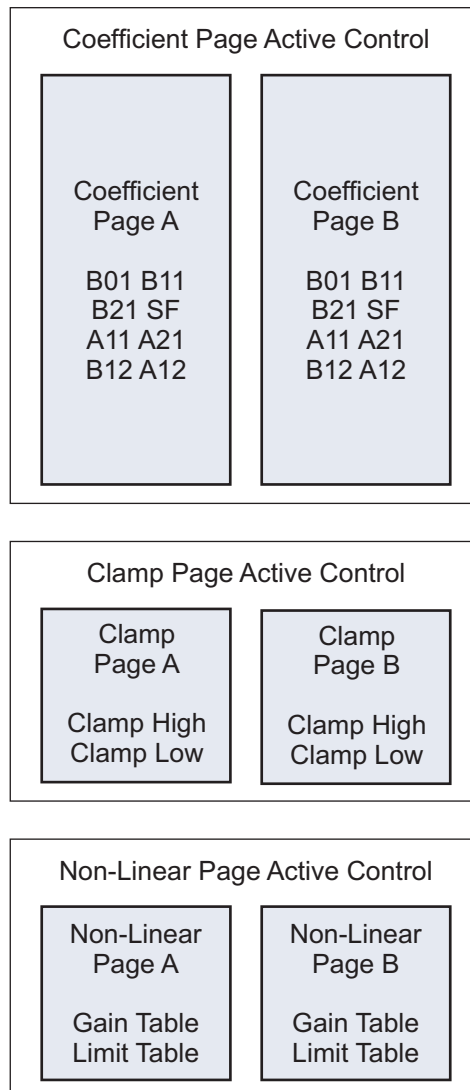 Coefficient Page Active Control
Coefficient
Page A
B01 B11
B21 SF
A11 A21
B12 A12
Coefficient
Page B
B01 B11
B21 SF
A11 A21
B12 A12
Clamp Page Active Control
Clamp
Page A
Clamp High
Clamp Low
Clamp
Page B
Clamp High
Clamp Low
Non-Linear Page Active Control
Non-Linear
Page A
Gain Table
Limit Table
Non-Linear
Page B
Gain Table
Limit Table